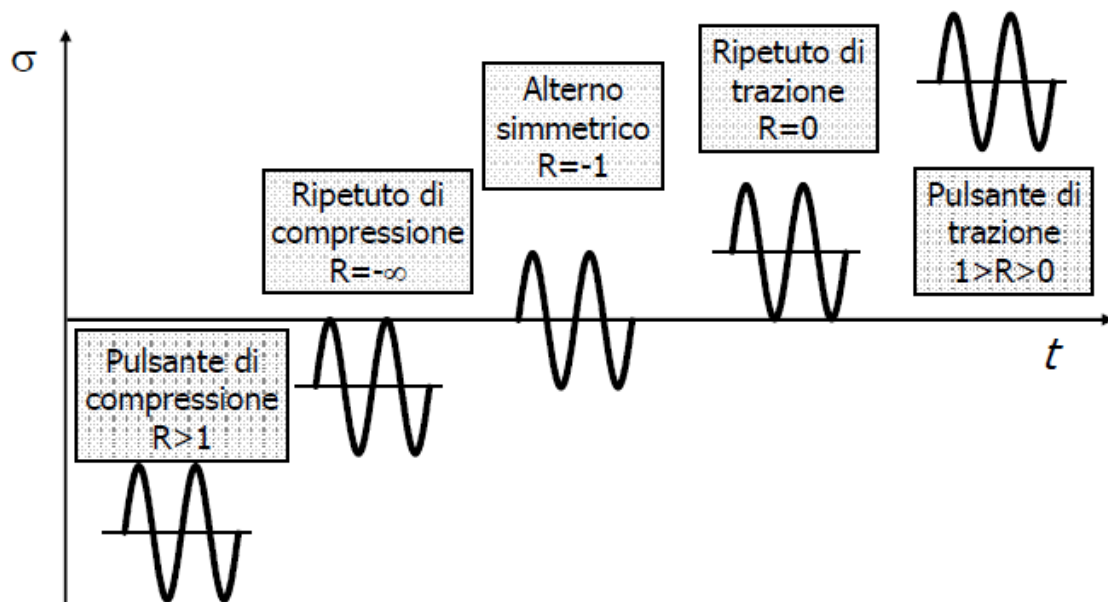 σ
Pulsante di
compressione
R>1
Ripetuto di
compressione
R=-∞
Alterno
simmetrico
R=-1
Ripetuto di
trazione
R=0
Pulsante di
trazione
1>R>0
t